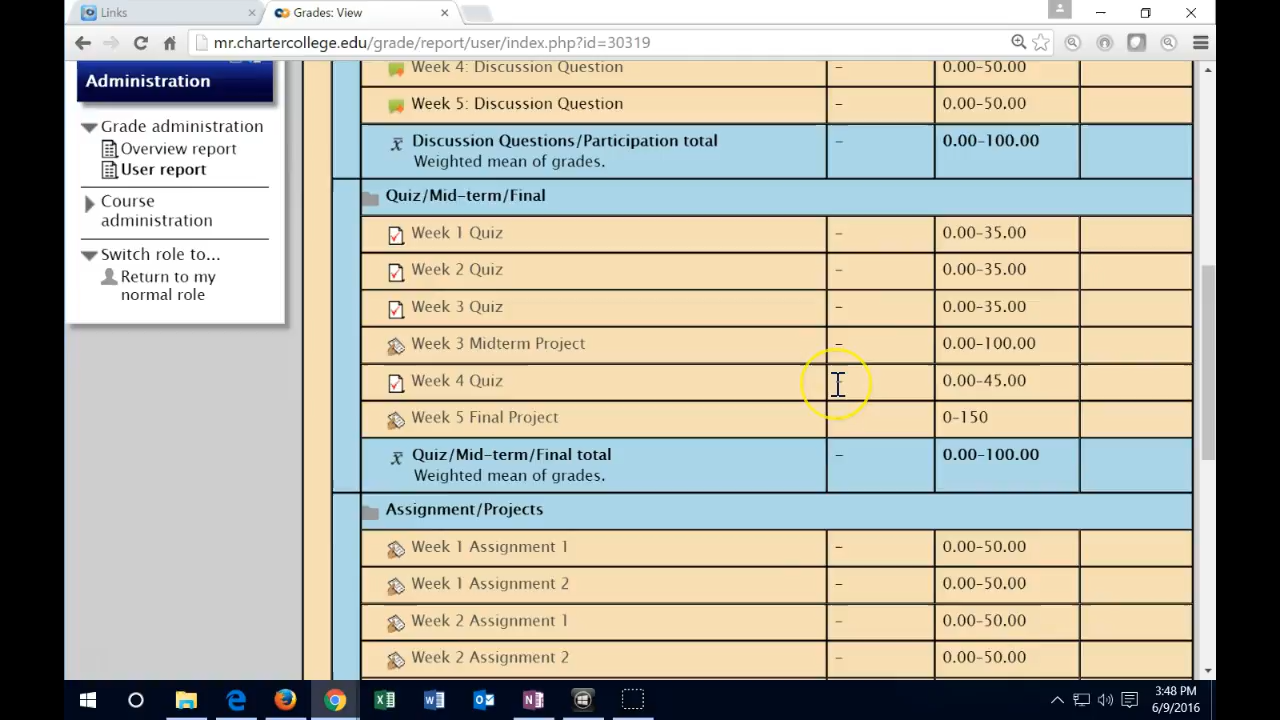 Links
Grades: View
mr.chartercollege.edu/grade/report/user/index.php?id=30319
Administration
Grade administration
Overview report
User report
Course
administration
Switch role to...
Return to my
normal role
Week 4: Discussion Question - 0.00-50.00
Week 5: Discussion Question - 0.00-50.00
Discussion Questions/Participation total - 0.00-100.00
Weighted mean of grades.
Quiz/Mid-term/Final
Week 1 Quiz - 0.00-35.00
Week 2 Quiz - 0.00-35.00
Week 3 Quiz - 0.00-35.00
Week 3 Midterm Project - 0.00-100.00
Week 4 Quiz - 0.00-45.00
Week 5 Final Project 0-150
Quiz/Mid-term/Final total - 0.00-100.00
Weighted mean of grades.
Assignment/Projects
Week 1 Assignment 1 - 0.00-50.00
Week 1 Assignment 2 - 0.00-50.00
Week 2 Assignment 1 - 0.00-50.00
Week 2 Assignment 2 - 0.00-50.00
3:48 PM
6/9/2016